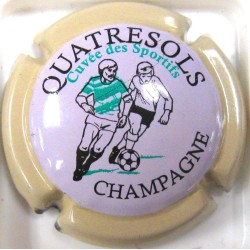 QUATRESOLS
Cuvée des Sportifs
CHAMPAGNE